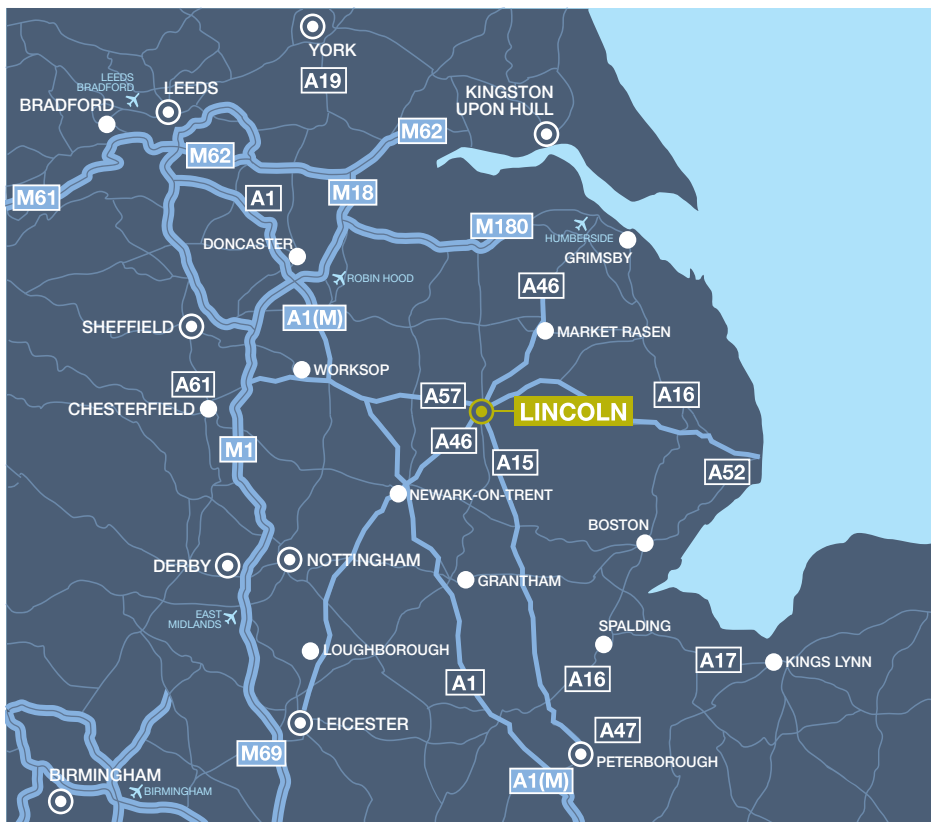 YORK
A19
LEEDS
BRADFORD
LEEDS
BRADFORD
KINGSTON
UPON HULL
M62
M62
M61
A1
M18
M180
DONCASTER
HUMBERSIDE
GRIMSBY
ROBIN HOOD
A46
A1(M)
SHEFFIELD
MARKET RASEN
WORKSOP
A61
A57
A16
CHESTERFIELD
LINCOLN
M1
A46
A15
A52
NEWARK-ON-TRENT
BOSTON
DERBY
NOTTINGHAM
GRANTHAM
EAST
MIDLANDS
SPALDING
LOUGHBOROUGH
A17
KINGS LYNN
A1
A16
LEICESTER
A47
M69
PETERBOROUGH
BIRMINGHAM
A1(M)
BIRMINGHAM